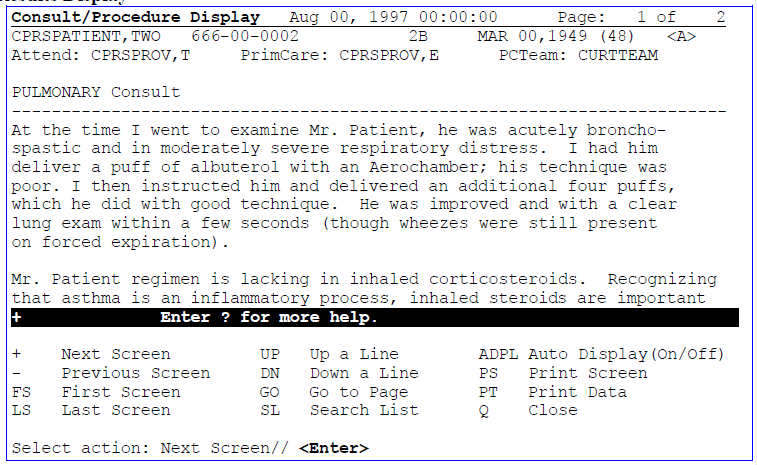 Consult/Procedure Display   Aug 00, 1997 00:00:00      Page:   1 of    2
CPRSPATIENT,TWO   666-00-0002           2B     MAR 00,1949 (48)   <A>
Attend: CPRSPROV,T     PrimCare: CPRSPROV,E      PCTeam: CURTTEAM
PULMONARY Consult
------------------------------------------------------------------------
At the time I went to examine Mr. Patient, he was acutely broncho-
spastic and in moderately severe respiratory distress.  I had him
deliver a puff of albuterol with an Aerochamber; his technique was
poor. I then instructed him and delivered an additional four puffs,
which he did with good technique.  He was improved and with a clear
lung exam within a few seconds (though wheezes were still present
on forced expiration).
Mr. Patient regimen is lacking in inhaled corticosteroids.  Recognizing
that asthma is an inflammatory process, inhaled steroids are important
+              Enter ? for more help.
+    Next Screen         UP   Up a Line        ADPL Auto Display(On/Off)
-    Previous Screen     DN   Down a Line      PS   Print Screen
FS   First Screen        GO   Go to Page       PT   Print Data
LS   Last Screen         SL   Search List      Q    Close
Select action: Next Screen// <Enter>